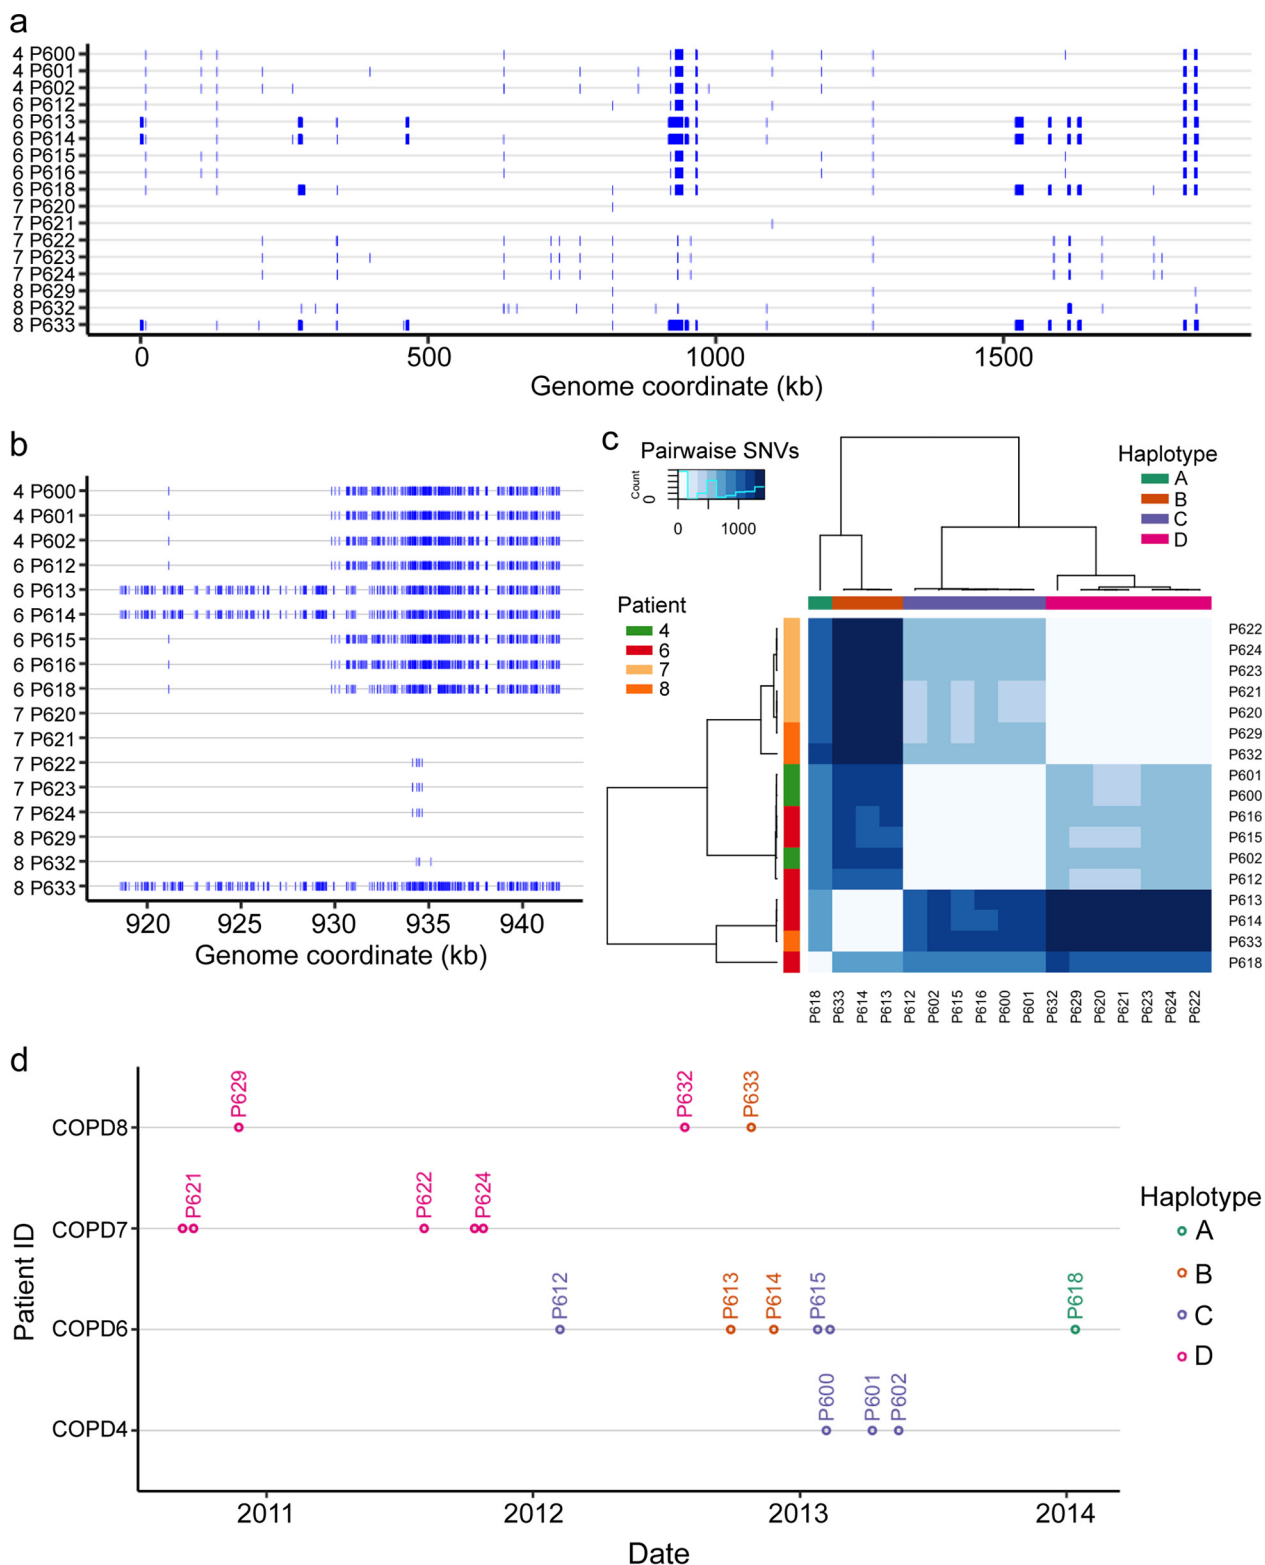 a
4 P600
4 P601
4 P602
6 P612
6 P613
6 P614
6 P615
6 P616
6 P618
7 P620
7 P621
7 P622
7 P623
7 P624
8 P629
8 P632
8 P633
0 500 1000 1500
Genome coordinate (kb)
b
4 P600
4 P601
4 P602
6 P612
6 P613
6 P614
6 P615
6 P616
6 P618
7 P620
7 P621
7 P622
7 P623
7 P624
8 P629
8 P632
8 P633
920 925 930 935 940
Genome coordinate (kb)
c
Pairwaise SNVs
Count
0
0 1000
Haplotype
A
B
C
D
Patient
4
6
7
8
P622
P624
P623
P621
P620
P629
P632
P601
P600
P616
P615
P602
P612
P613
P614
P633
P618
P618 P633 P614 P613 P612 P602 P615 P616 P600 P601 P632 P629 P620 P621 P623 P624 P622
d
Patient ID
COPD8
P629 P632 P633
COPD7
P621 P622 P624
COPD6
P612 P613 P614 P615 P618
COPD4
P600 P601 P602
2011 2012 2013 2014
Date
Haplotype
A
B
C
D